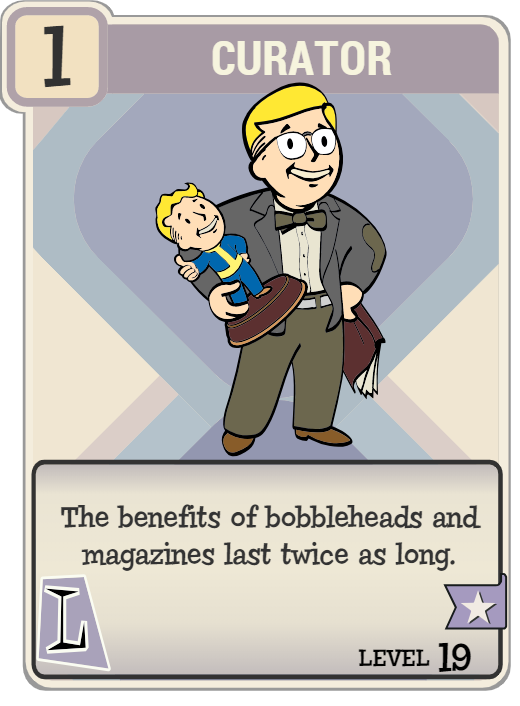 1
CURATOR
The benefits of bobbleheads and
magazines last twice as long.
L
LEVEL 19